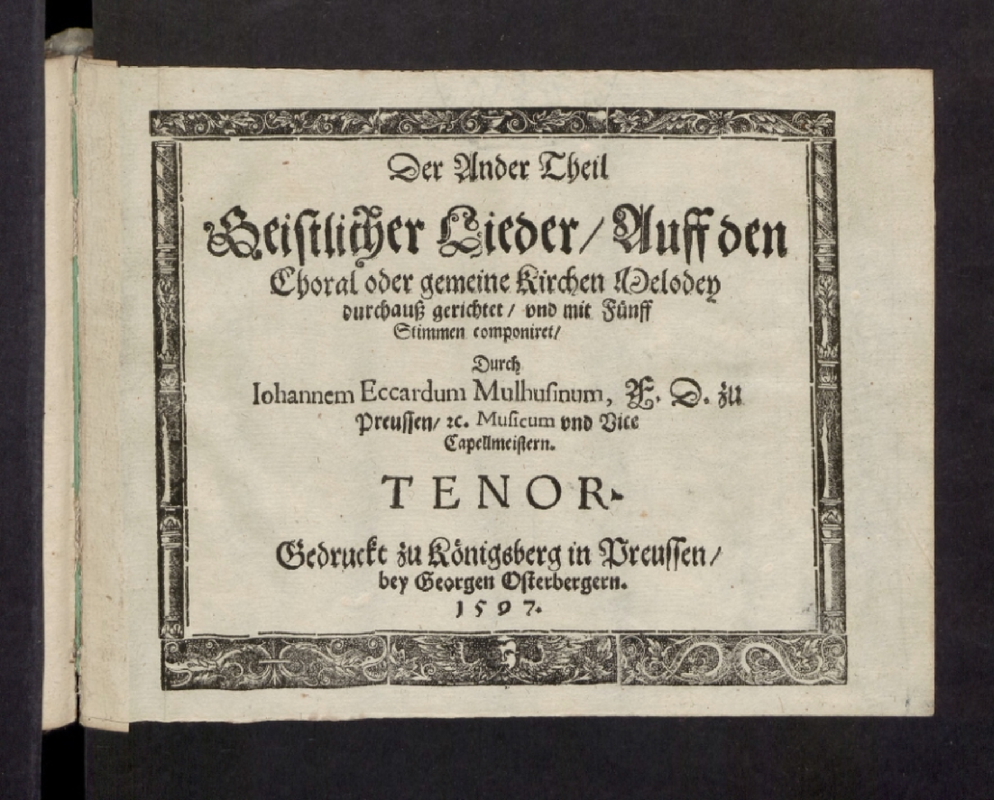 Der Ander Theil
Geistlicher Lieder/ Auff den
Choral oder gemeine Kirchen Melodey
durchauß gerichtet/ vnd mit Fünff
Stimmen componiret/
Durch
Iohannem Eccardum Mulhusinum, F. D. zu
Preussen/ ꝛc. Musicum vnd Vice
Capellmeistern.
TENOR.
Gedruckt zu Königsberg in Preussen/
bey Georgen Osterbergern.
1597.